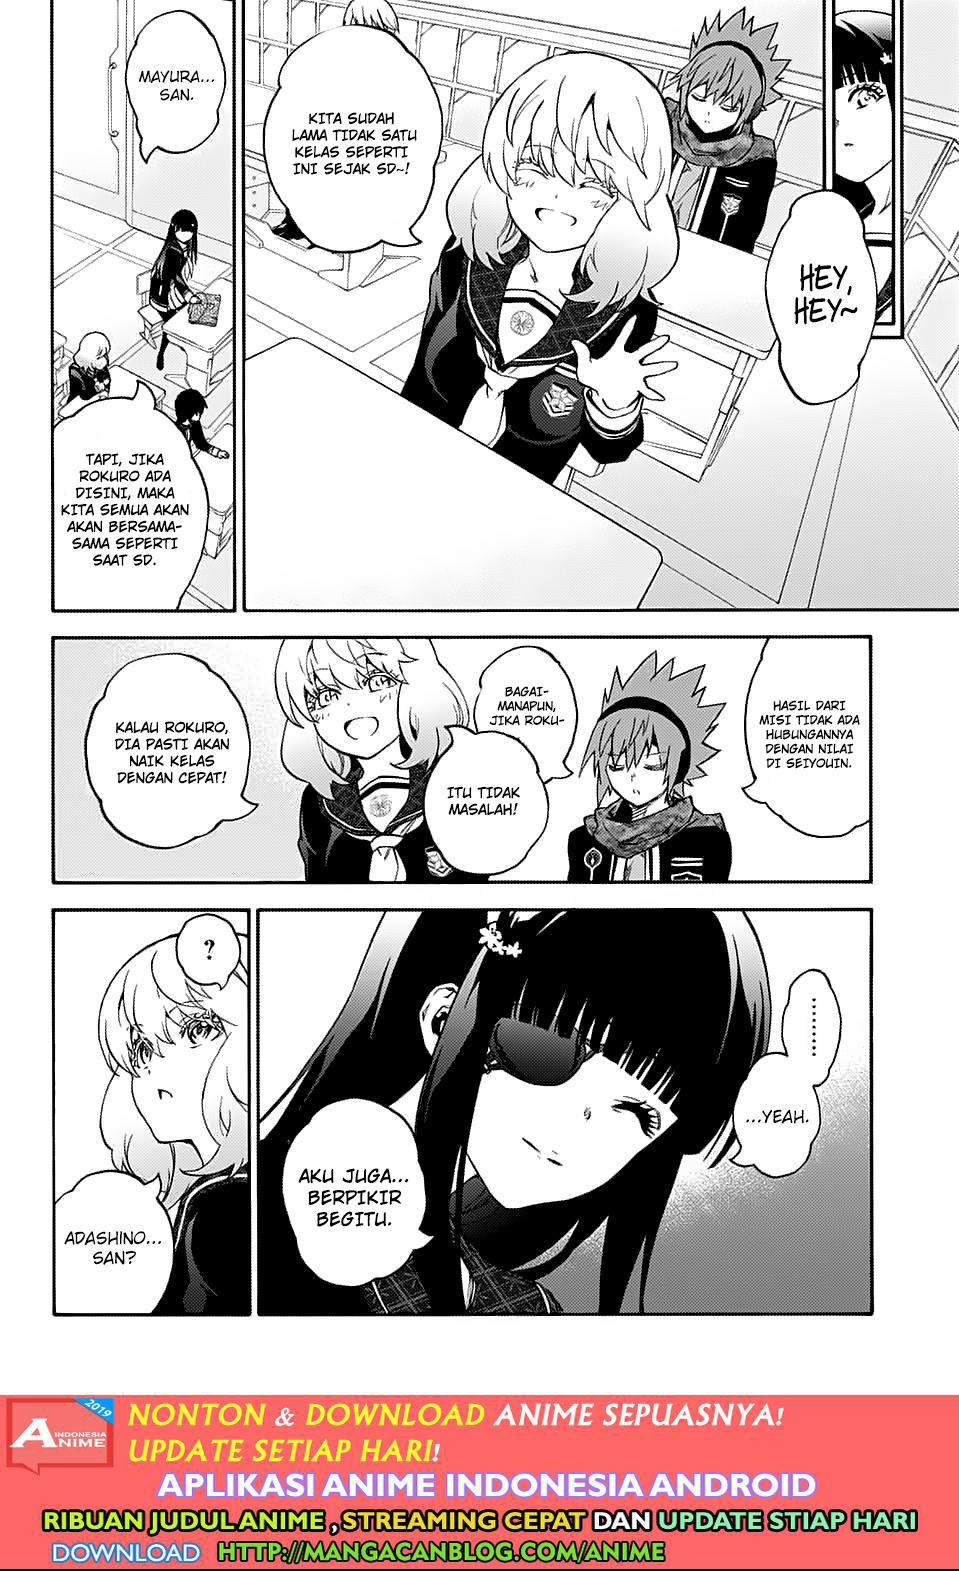 HEY,
HEY~
KITA SUDAH
LAMA TIDAK SATU
KELAS SEPERTI
INI SEJAK SD~!
MAYURA...
SAN.
TAPI, JIKA
ROKURO ADA
DISINI, MAKA
KITA SEMUA AKAN
AKAN BERSAMA-
SAMA SEPERTI
SAAT SD.
HASIL DARI
MISI TIDAK ADA
HUBUNGANNYA
DENGAN NILAI
DI SEIYOUIN.
BAGAI-
MANAPUN,
JIKA ROKU-
ITU TIDAK
MASALAH!
KALAU ROKURO,
DIA PASTI AKAN
NAIK KELAS
DENGAN CEPAT!
.........
...YEAH.
AKU JUGA...
BERPIKIR
BEGITU.
?
ADASHINO...
SAN?
2019
INDONESIA
ANIME
NONTON & DOWNLOAD ANIME SEPUASNYA!
UPDATE SETIAP HARI!
APLIKASI ANIME INDONESIA ANDROID
RIBUAN JUDUL ANIME , STREAMING CEPAT DAN UPDATE STIAP HARI
DOWNLOAD HTTP://MANGACANBLOG.COM/ANIME